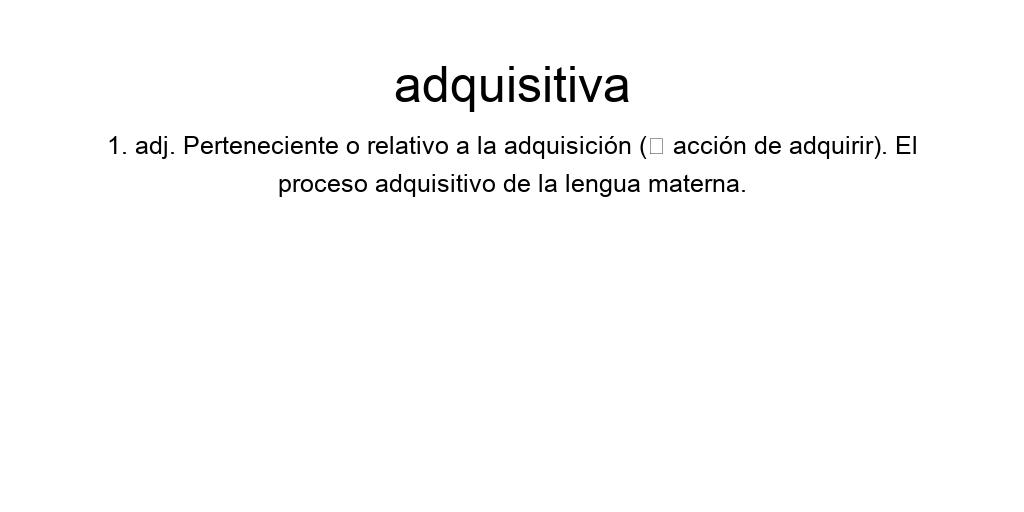 adquisitiva
1. adj. Perteneciente o relativo a la adquisición (□ acción de adquirir). El
proceso adquisitivo de la lengua materna.